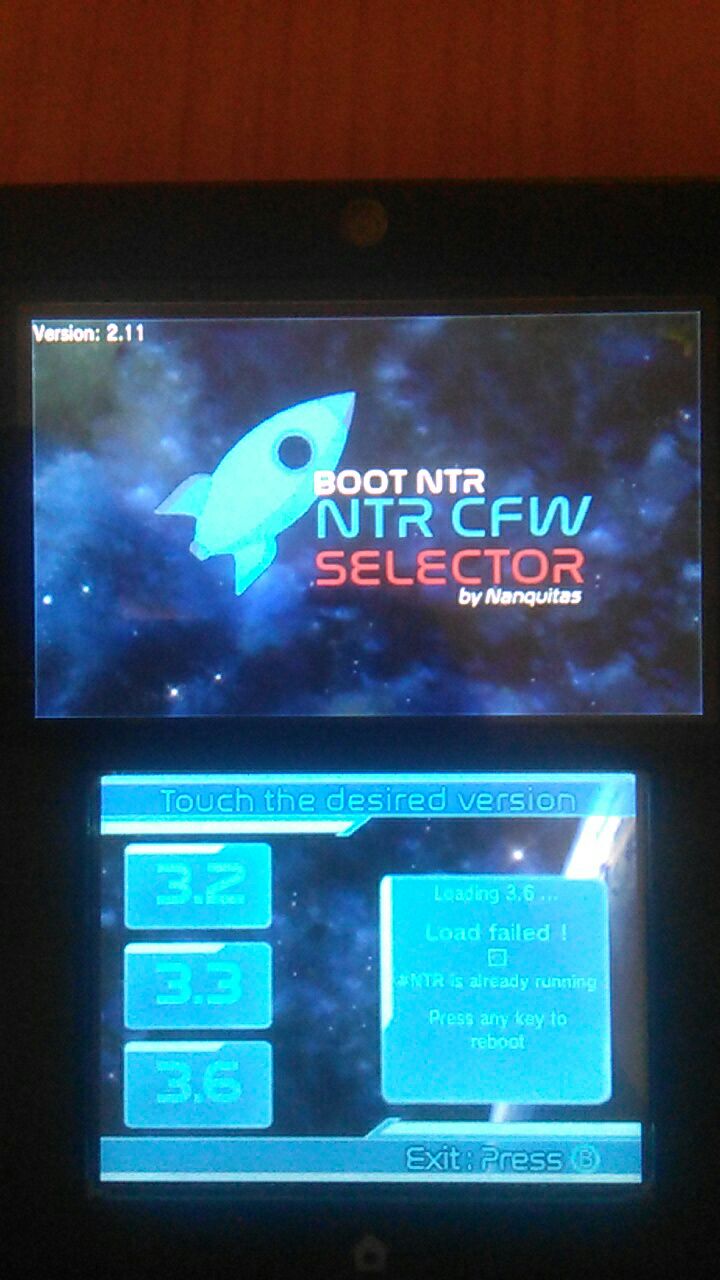 Version: 2.11
BOOT NTR
NTR CFW
SELECTOR
by Nanquitas
Touch the desired version
3.2
3.3
3.6
Loading 3.6 ...
Load failed !
#NTR is already running
Press any key to
reboot
Exit : Press B